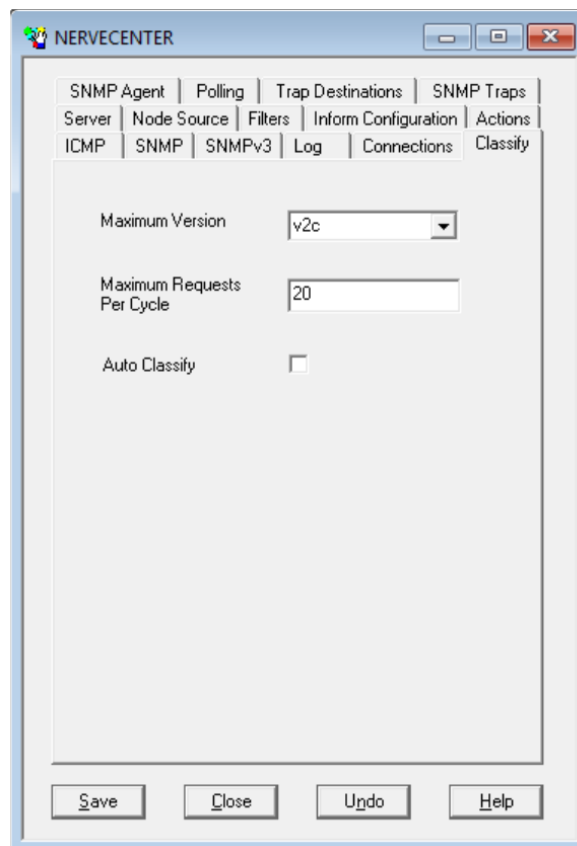 NERVECENTER
SNMP Agent Polling Trap Destinations SNMP Traps
Server Node Source Filters Inform Configuration Actions
ICMP SNMP SNMPv3 Log Connections Classify
Maximum Version v2c
Maximum Requests
Per Cycle 20
Auto Classify
Save Close Undo Help